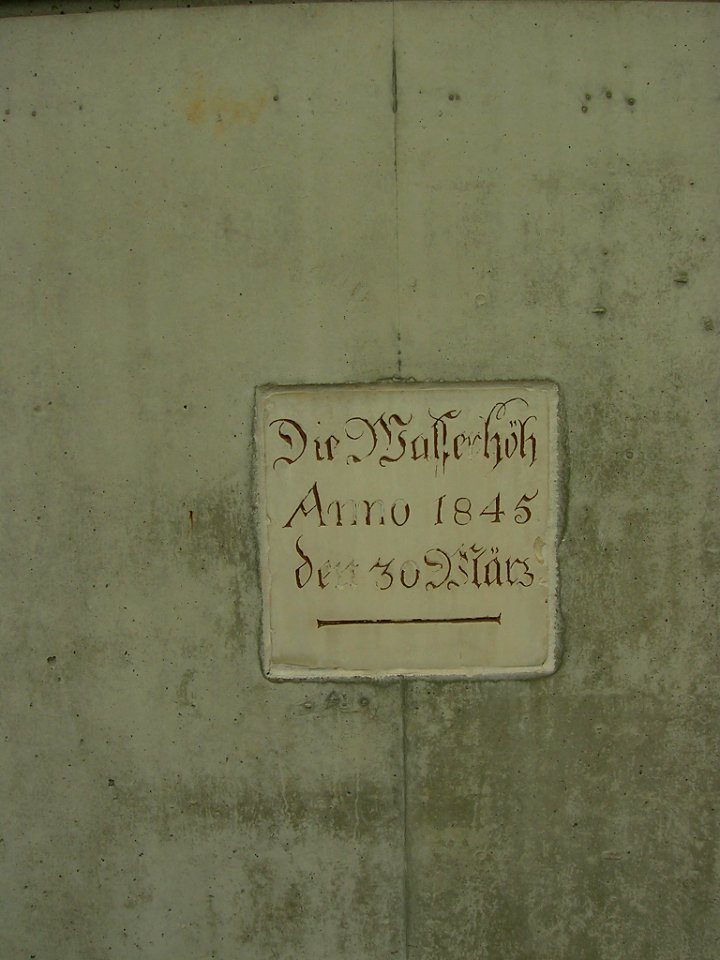 Die Waſſerhöh
Anno 1845
den 30 März